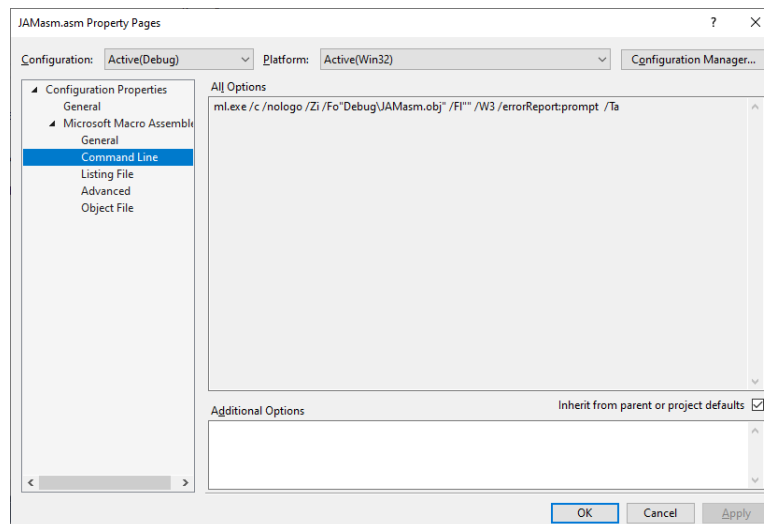 JAMasm.asm Property Pages
? X
Configuration: Active(Debug) Platform: Active(Win32) Configuration Manager...
Configuration Properties
General
Microsoft Macro Assemble
General
Command Line
Listing File
Advanced
Object File
All Options
ml.exe /c /nologo /Zi /Fo"Debug\JAMasm.obj" /Fl"" /W3 /errorReport:prompt /Ta
Additional Options
Inherit from parent or project defaults
OK Cancel Apply